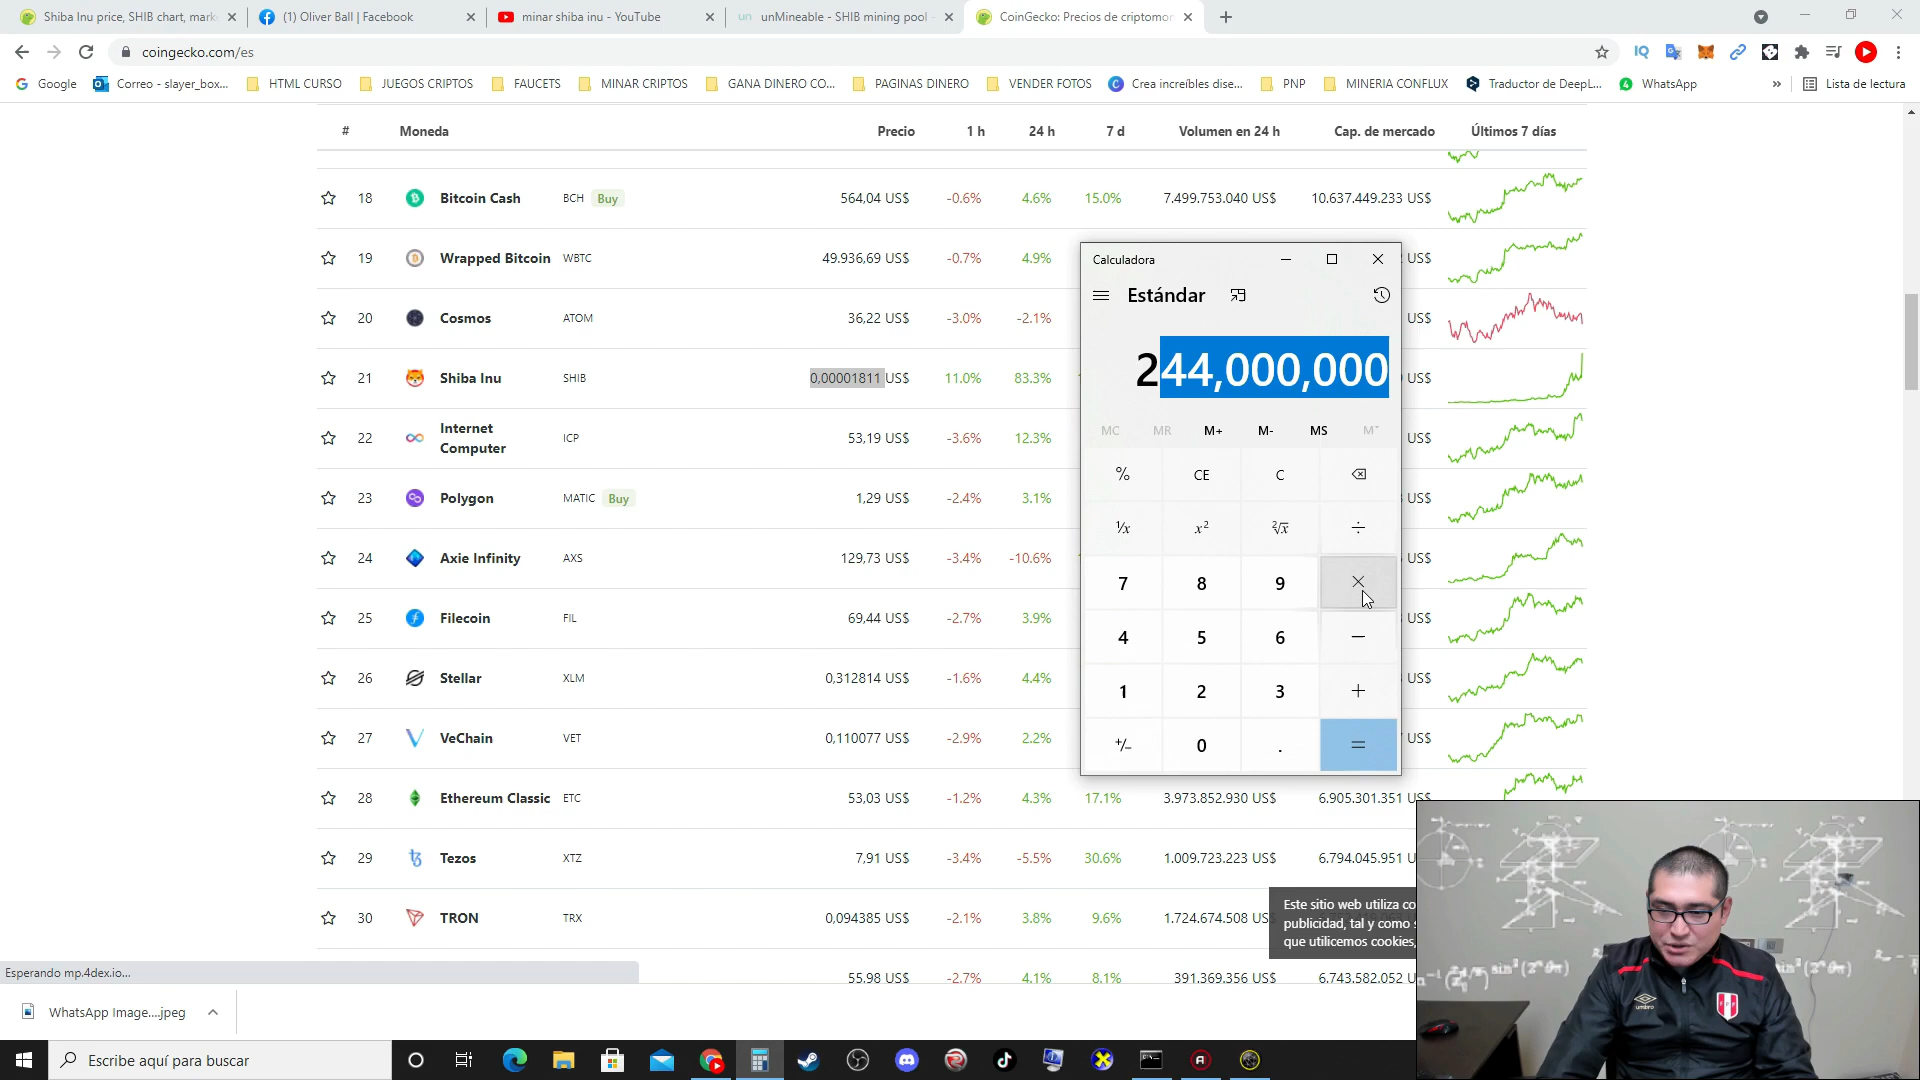 Shiba Inu price, SHIB chart, mark
(1) Oliver Ball | Facebook
minar shiba inu - YouTube
unMineable - SHIB mining pool -
CoinGecko: Precios de criptomon
coingecko.com/es
Google
Correo - slayer_box...
HTML CURSO
JUEGOS CRIPTOS
FAUCETS
MINAR CRIPTOS
GANA DINERO CO...
PAGINAS DINERO
VENDER FOTOS
Crea increíbles dise...
PNP
MINERIA CONFLUX
Traductor de DeepL...
WhatsApp
»
Lista de lectura
# Moneda Precio 1 h 24 h 7 d Volumen en 24 h Cap. de mercado Últimos 7 días
18 Bitcoin Cash BCH Buy 564,04 US$ -0.6% 4.6% 15.0% 7.499.753.040 US$ 10.637.449.233 US$
19 Wrapped Bitcoin WBTC 49.936,69 US$ -0.7% 4.9% US$
20 Cosmos ATOM 36,22 US$ -3.0% -2.1% US$
21 Shiba Inu SHIB 0,00001811 US$ 11.0% 83.3% US$
22 Internet Computer ICP 53,19 US$ -3.6% 12.3% US$
23 Polygon MATIC Buy 1,29 US$ -2.4% 3.1% US$
24 Axie Infinity AXS 129,73 US$ -3.4% -10.6% US$
25 Filecoin FIL 69,44 US$ -2.7% 3.9% US$
26 Stellar XLM 0,312814 US$ -1.6% 4.4% US$
27 VeChain VET 0,110077 US$ -2.9% 2.2% US$
28 Ethereum Classic ETC 53,03 US$ -1.2% 4.3% 17.1% 3.973.852.930 US$ 6.905.301.351 US$
29 Tezos XTZ 7,91 US$ -3.4% -5.5% 30.6% 1.009.723.223 US$ 6.794.045.951 U
30 TRON TRX 0,094385 US$ -2.1% 3.8% 9.6% 1.724.674.508 US$
55,98 US$ -2.7% 4.1% 8.1% 391.369.356 US$ 6.743.582.052 U
Calculadora
Estándar
244,000,000
MC MR M+ M- MS M˅
% CE C
¹/x x² ²√x ÷
7 8 9 ×
4 5 6 −
1 2 3 +
+/− 0 . =
Este sitio web utiliza co
publicidad, tal y como s
que utilicemos cookies,
Esperando mp.4dex.io...
WhatsApp Image....jpeg
Escribe aquí para buscar
umbro